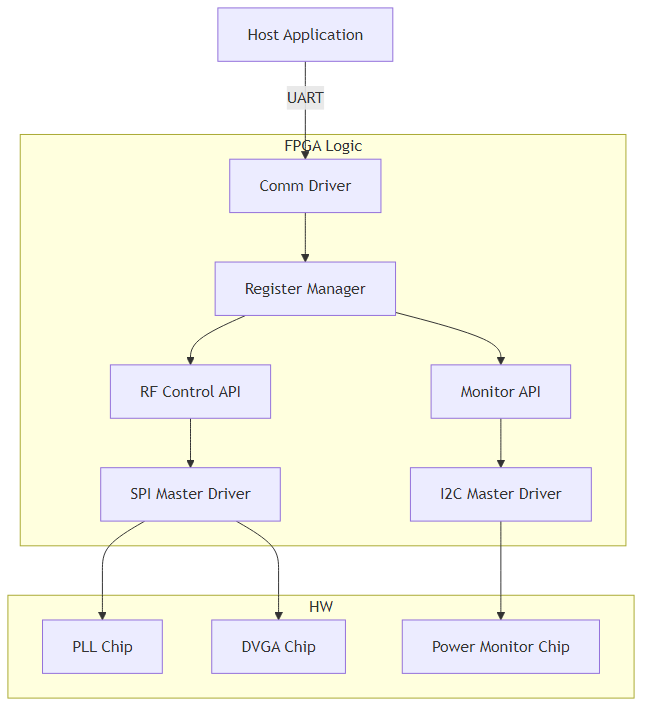 Host Application
UART
FPGA Logic
Comm Driver
Register Manager
RF Control API
Monitor API
SPI Master Driver
I2C Master Driver
HW
PLL Chip
DVGA Chip
Power Monitor Chip